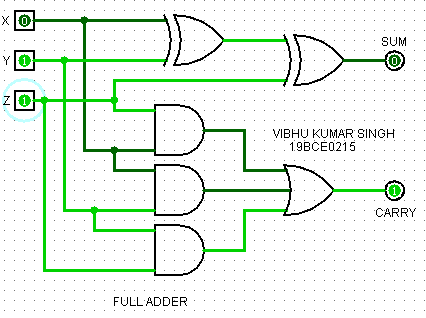 X 0
SUM
Y 1
0
Z 1
VIBHU KUMAR SINGH
19BCE0215
1
CARRY
FULL ADDER